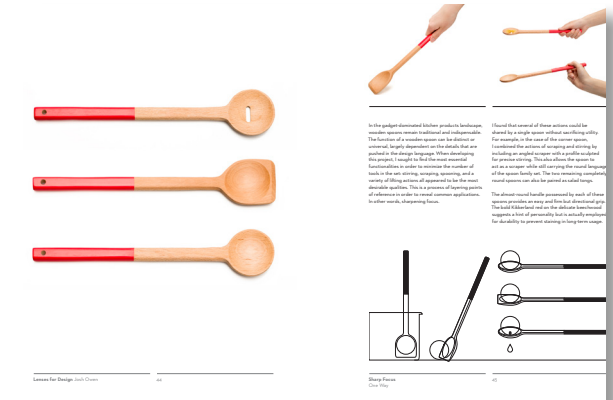 Lenses for Design Josh Owen
44
In the gadget-dominated kitchen products landscape,
wooden spoons remain traditional and indispensable.
The function of a wooden spoon can be distinct or
universal, largely dependent on the details that are
pushed in the design language. When developing
this project, I sought to find the most essential
functionalities in order to minimize the number of
tools in the set: stirring, scraping, spooning, and a
variety of lifting actions all appeared to be the most
desirable qualities. This is a process of layering points
of reference in order to reveal common applications.
In other words, sharpening focus.
I found that several of these actions could be
shared by a single spoon without sacrificing utility.
For example, in the case of the corner spoon,
I combined the actions of scraping and stirring by
including an angled scraper with a profile sculpted
for precise stirring. This also allows the spoon to
act as a scraper while still carrying the round language
of the spoon family set. The two remaining completely
round spoons can also be paired as salad tongs.
The almost-round handle possessed by each of these
spoons provides an easy and firm but directional grip.
The bold Kikkerland red on the delicate beechwood
suggests a hint of personality but is actually employed
for durability to prevent staining in long-term usage.
Sharp Focus
One Way
45